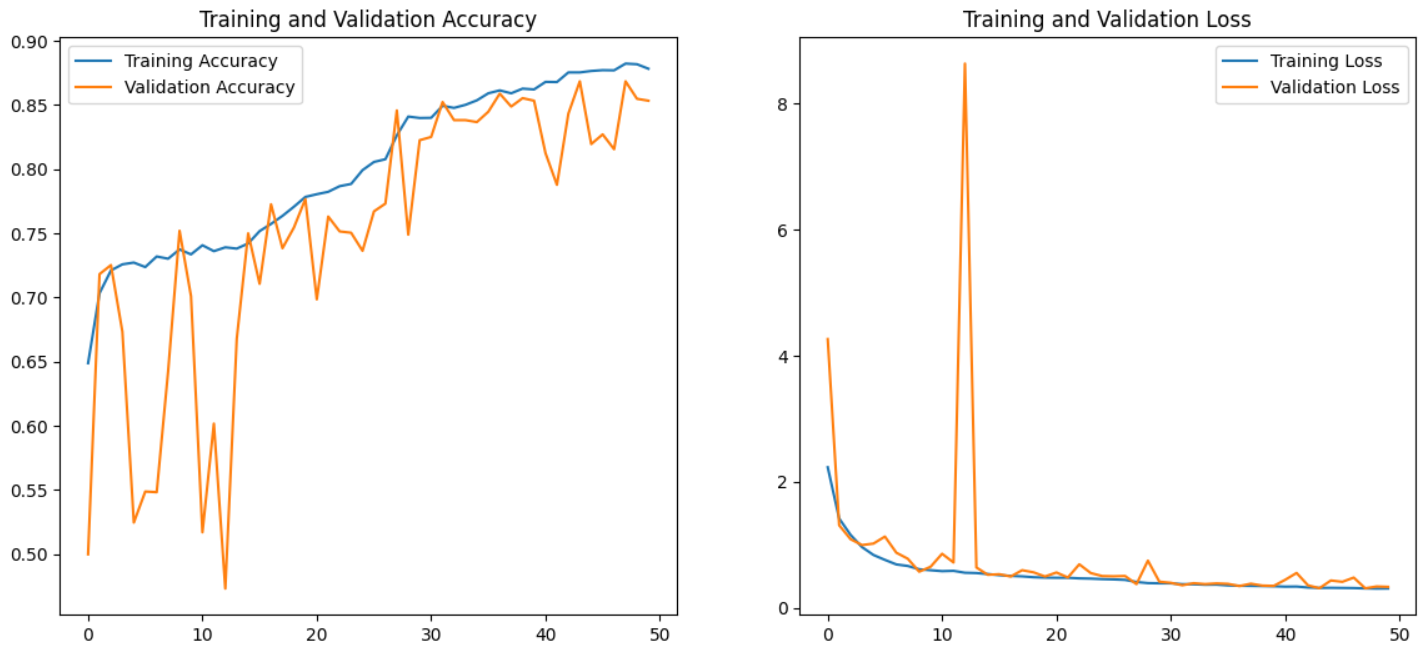 Training and Validation Accuracy
0.90
0.85
0.80
0.75
0.70
0.65
0.60
0.55
0.50
Training Accuracy
Validation Accuracy
0 10 20 30 40 50
Training and Validation Loss
8
6
4
2
0
Training Loss
Validation Loss
0 10 20 30 40 50